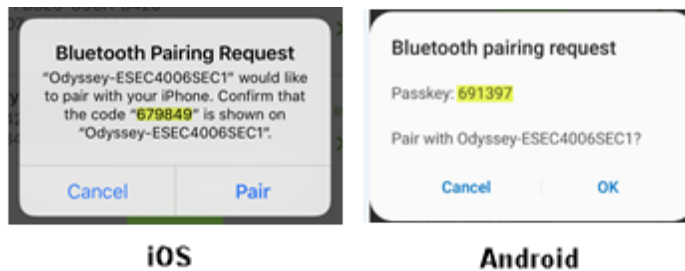 Bluetooth Pairing Request
"Odyssey-ESEC4006SEC1" would like
to pair with your iPhone. Confirm that
the code "679849" is shown on
"Odyssey-ESEC4006SEC1".
Cancel
Pair
iOS
Bluetooth pairing request
Passkey: 691397
Pair with Odyssey-ESEC4006SEC1?
Cancel
OK
Android